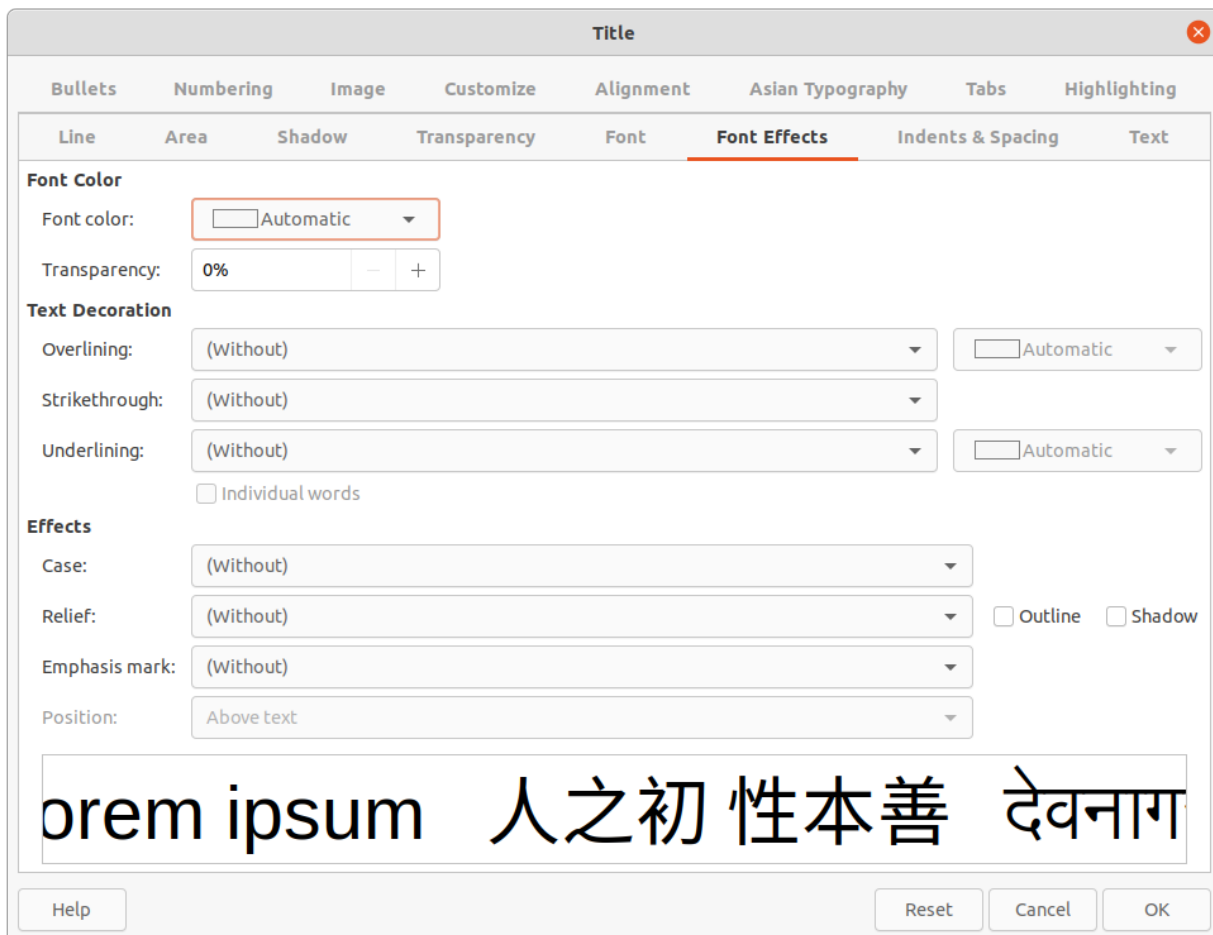 Title
Bullets Numbering Image Customize Alignment Asian Typography Tabs Highlighting
Line Area Shadow Transparency Font Font Effects Indents & Spacing Text
Font Color
Font color: Automatic
Transparency: 0%
Text Decoration
Overlining: (Without) Automatic
Strikethrough: (Without)
Underlining: (Without) Automatic
Individual words
Effects
Case: (Without)
Relief: (Without) Outline Shadow
Emphasis mark: (Without)
Position: Above text
orem ipsum 人之初 性本善 देवनाग
Help Reset Cancel OK